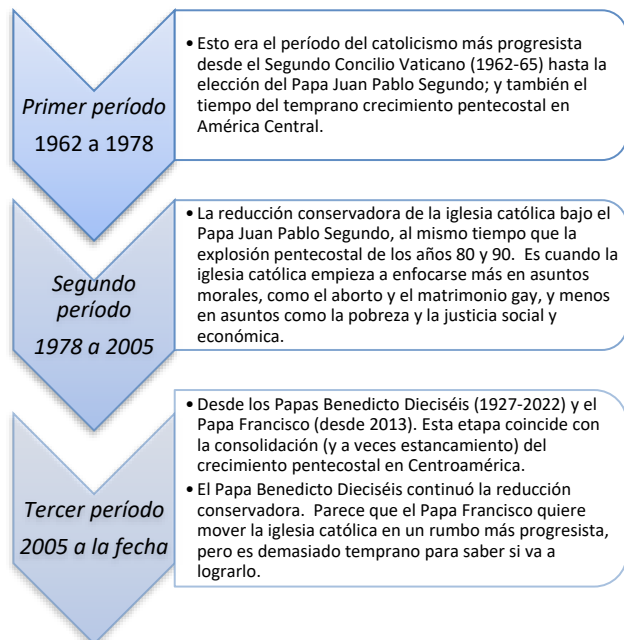 Primer período
1962 a 1978
• Esto era el período del catolicismo más progresista
desde el Segundo Concilio Vaticano (1962-65) hasta la
elección del Papa Juan Pablo Segundo; y también el
tiempo del temprano crecimiento pentecostal en
América Central.
Segundo
período
1978 a 2005
• La reducción conservadora de la iglesia católica bajo el
Papa Juan Pablo Segundo, al mismo tiempo que la
explosión pentecostal de los años 80 y 90. Es cuando la
iglesia católica empieza a enfocarse más en asuntos
morales, como el aborto y el matrimonio gay, y menos
en asuntos como la pobreza y la justicia social y
económica.
Tercer período
2005 a la fecha
• Desde los Papas Benedicto Dieciséis (1927-2022) y el
Papa Francisco (desde 2013). Esta etapa coincide con
la consolidación (y a veces estancamiento) del
crecimiento pentecostal en Centroamérica.
• El Papa Benedicto Dieciséis continuó la reducción
conservadora. Parece que el Papa Francisco quiere
mover la iglesia católica en un rumbo más progresista,
pero es demasiado temprano para saber si va a
lograrlo.